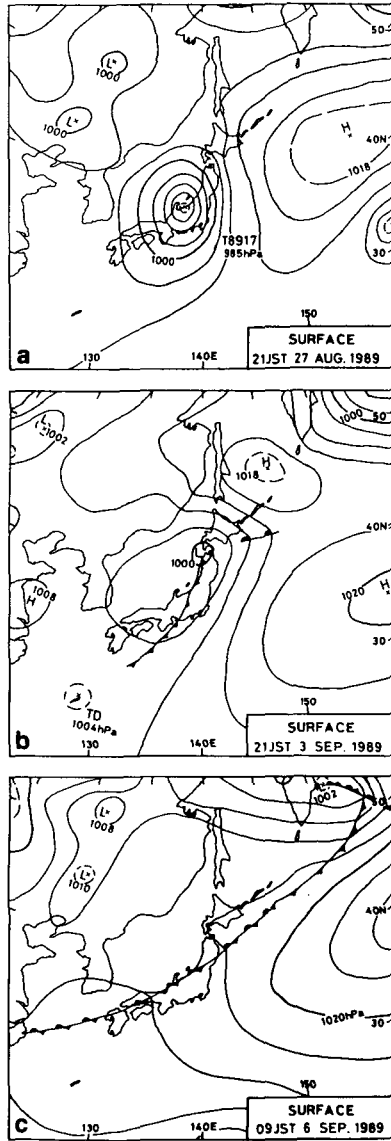 50
L
1000
L
1000
H
40N
1018
T8917
985hPa
1000
30
130
140E
150
SURFACE
21JST 27 AUG. 1989
a
L
1002
1000
50
H
1018
40N
1000
1008
H
H
1020
30
TD
1004hPa
130
140E
150
SURFACE
21JST 3 SEP. 1989
b
L
1002
50
L
1008
L
1010
40N
1020hPa
30
130
140E
150
SURFACE
09JST 6 SEP. 1989
c